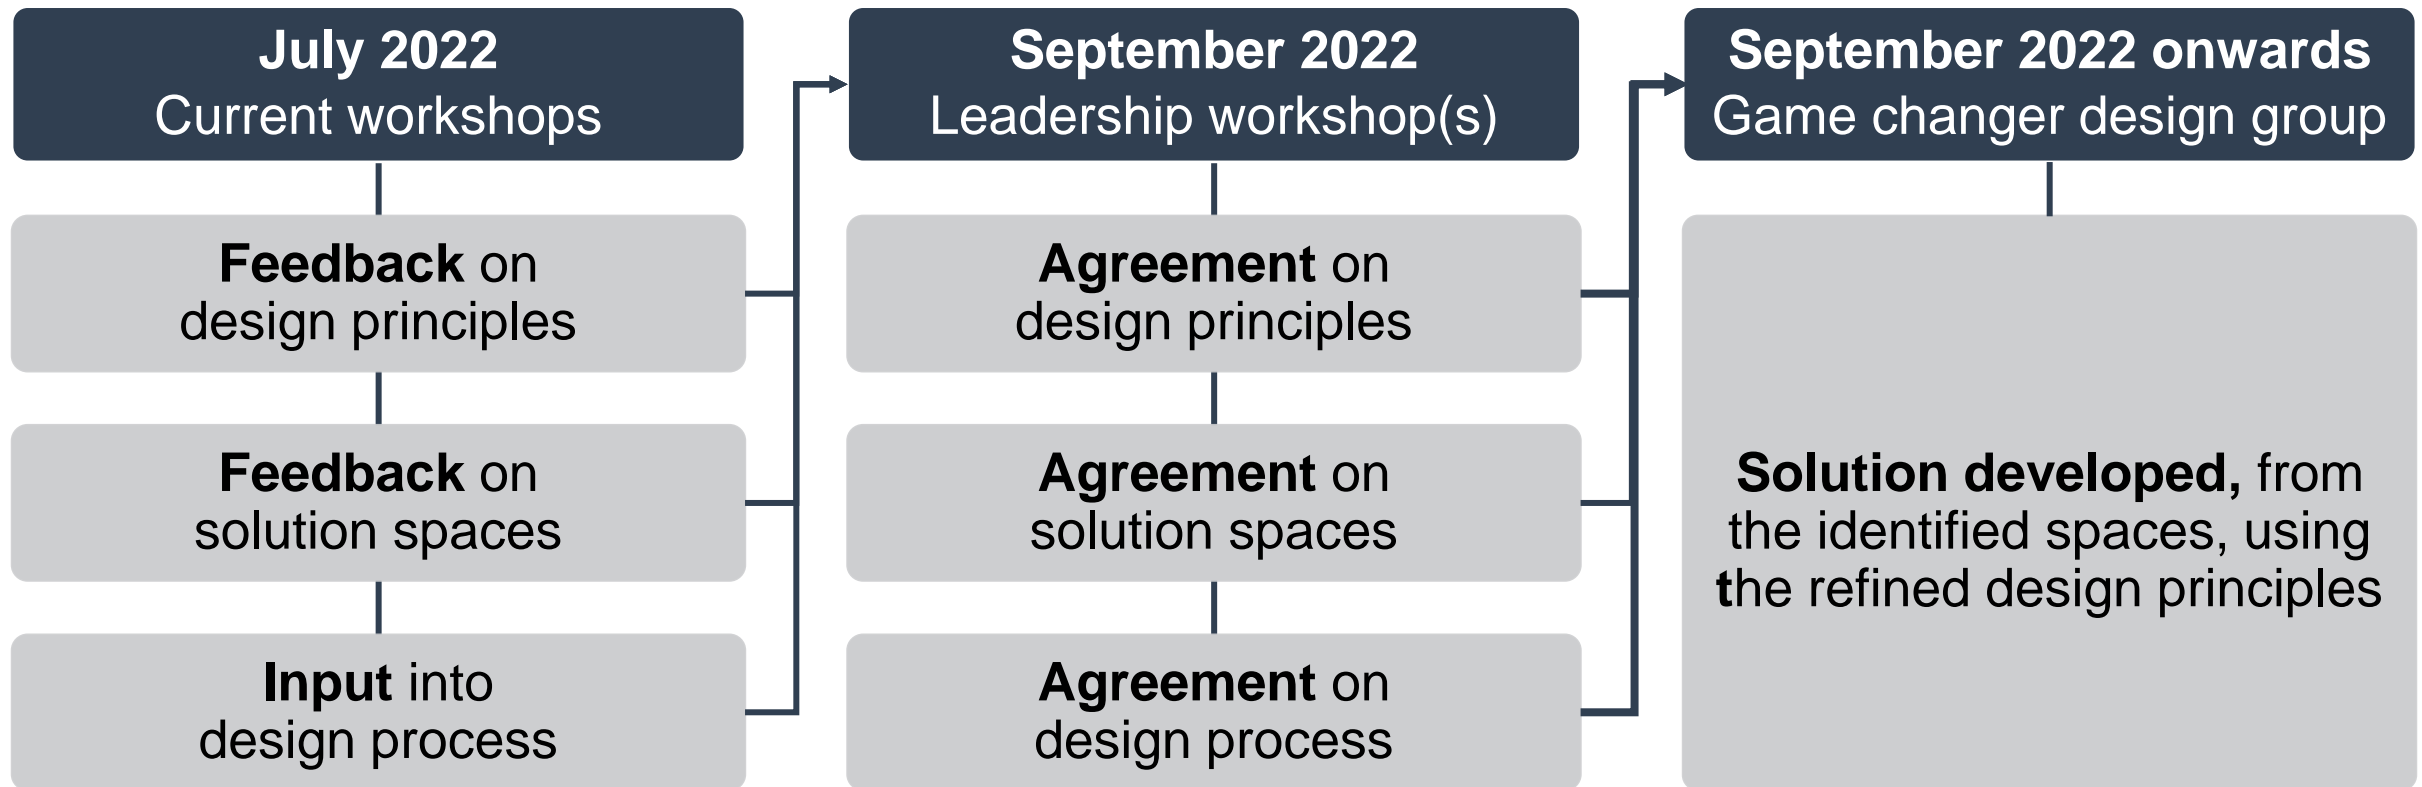 July 2022
Current workshops
Feedback on
design principles
Feedback on
solution spaces
Input into
design process
September 2022
Leadership workshop(s)
Agreement on
design principles
Agreement on
solution spaces
Agreement on
design process
September 2022 onwards
Game changer design group
Solution developed, from
the identified spaces, using
the refined design principles